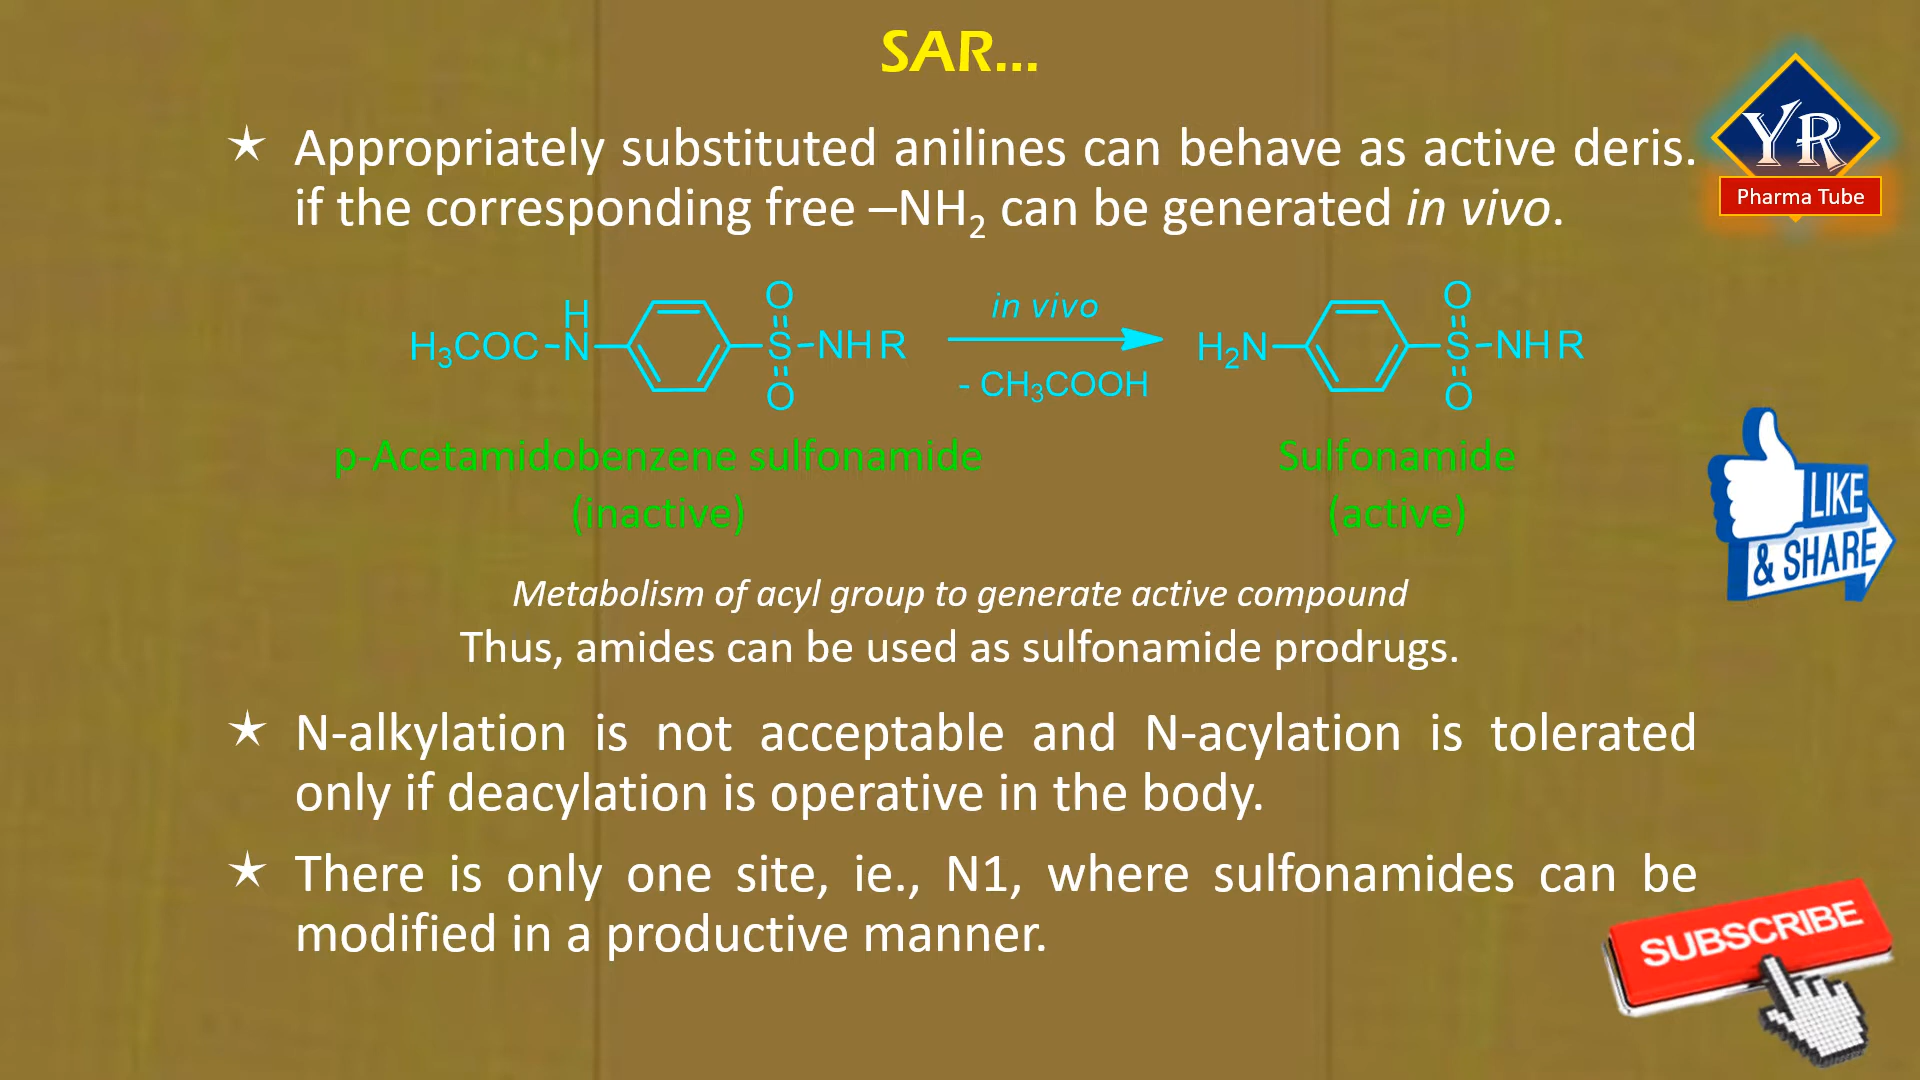 SAR...
★ Appropriately substituted anilines can behave as active deris.
if the corresponding free –NH₂ can be generated in vivo.
YR
Pharma Tube
H₃COC-N
H
O
S
O
NHR
in vivo
- CH₃COOH
H₂N
O
S
O
NHR
p-Acetamidobenzene sulfonamide
(inactive)
Sulfonamide
(active)
LIKE
& SHARE
Metabolism of acyl group to generate active compound
Thus, amides can be used as sulfonamide prodrugs.
★ N-alkylation is not acceptable and N-acylation is tolerated
only if deacylation is operative in the body.
★ There is only one site, ie., N1, where sulfonamides can be
modified in a productive manner.
SUBSCRIBE